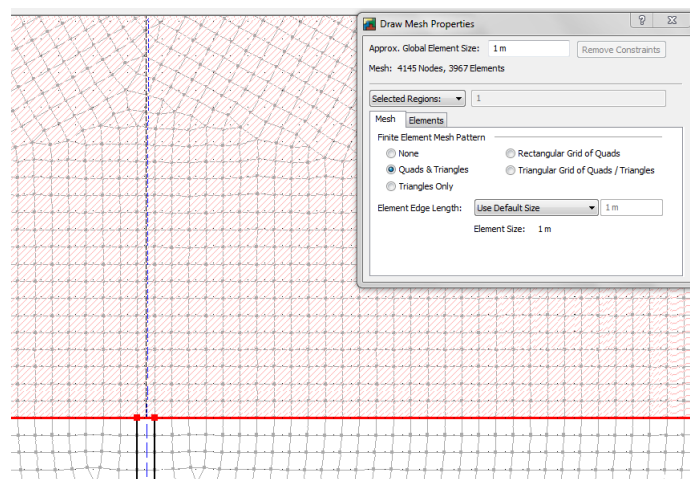 Draw Mesh Properties
Approx. Global Element Size: 1 m Remove Constraints
Mesh: 4145 Nodes, 3967 Elements
Selected Regions: 1
Mesh Elements
Finite Element Mesh Pattern
None Rectangular Grid of Quads
Quads & Triangles Triangular Grid of Quads / Triangles
Triangles Only
Element Edge Length: Use Default Size 1 m
Element Size: 1 m